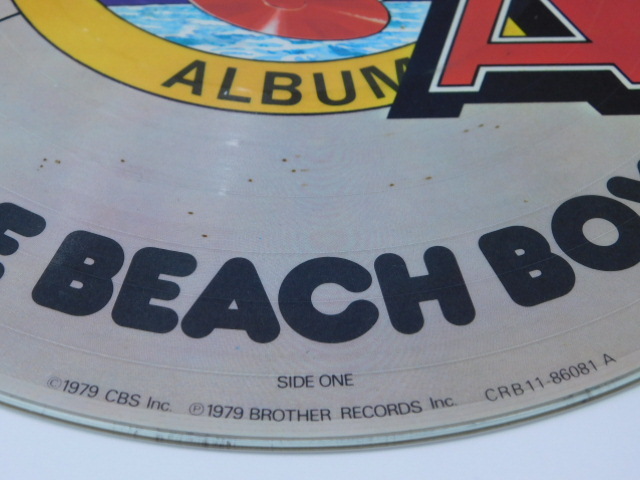 ALBUM
A
E BEACH BOY
SIDE ONE
©1979 CBS Inc. ℗1979 BROTHER RECORDS Inc. CRB11-86081 A